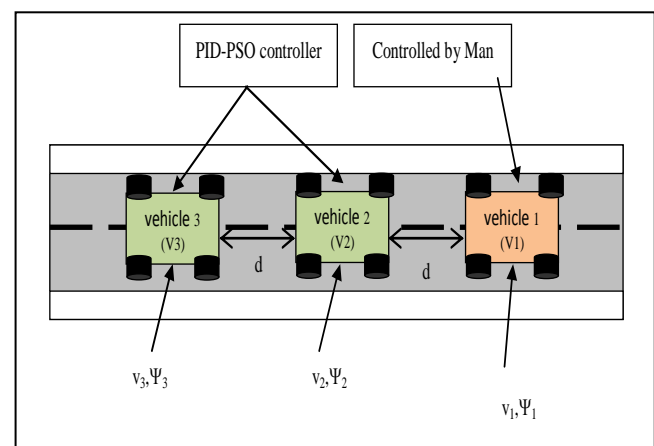 PID-PSO controller
Controlled by Man
vehicle 3
(V3)
vehicle 2
(V2)
vehicle 1
(V1)
d
d
v3,Ψ3
v2,Ψ2
v1,Ψ1